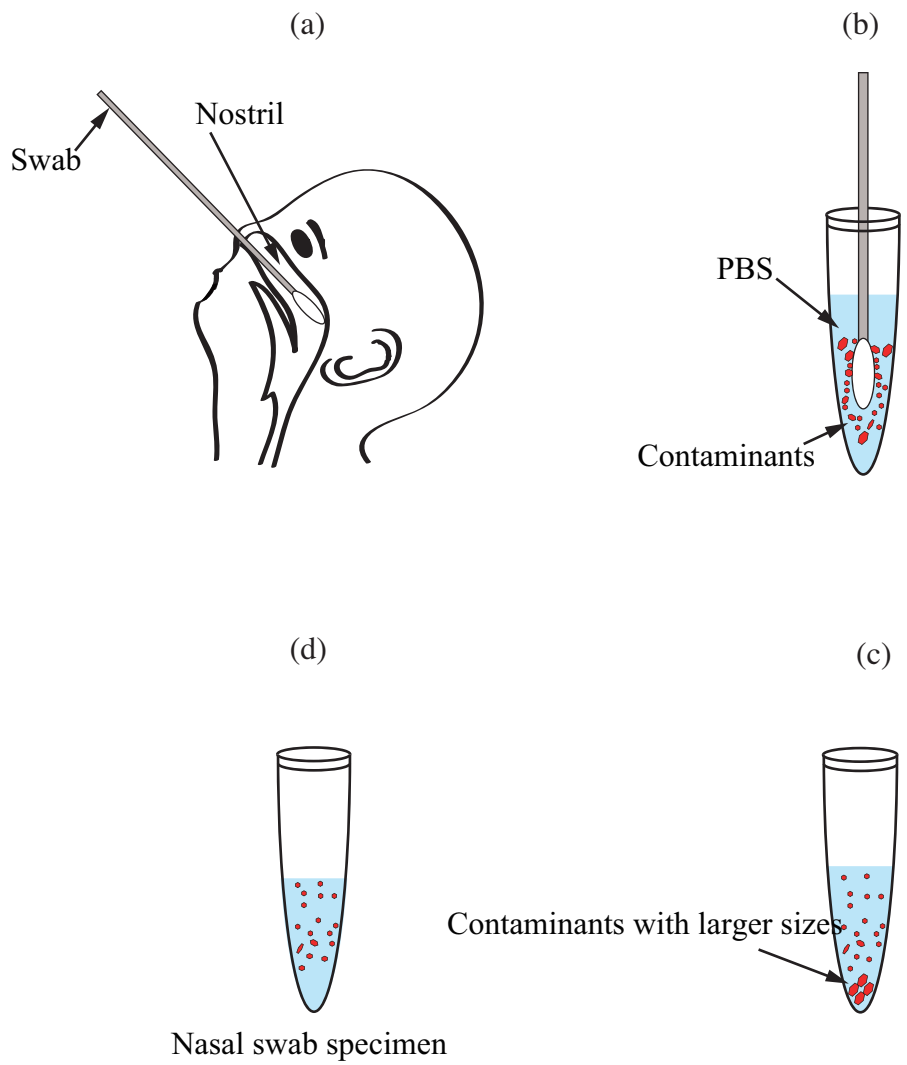 (a)
(b)
Nostril
Swab
PBS
Contaminants
(d)
(c)
Contaminants with larger sizes
Nasal swab specimen